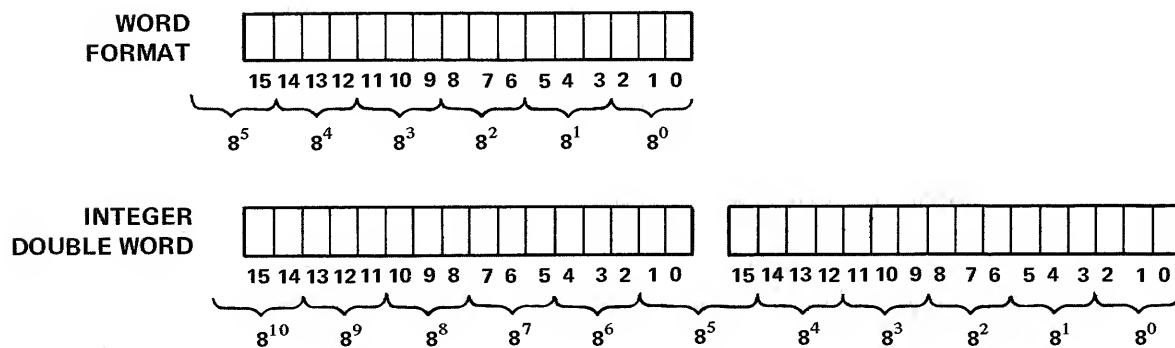 WORD
FORMAT
15 14 13 12 11 10 9 8 7 6 5 4 3 2 1 0
8⁵ 8⁴ 8³ 8² 8¹ 8⁰
INTEGER
DOUBLE WORD
15 14 13 12 11 10 9 8 7 6 5 4 3 2 1 0 15 14 13 12 11 10 9 8 7 6 5 4 3 2 1 0
8¹⁰ 8⁹ 8⁸ 8⁷ 8⁶ 8⁵ 8⁴ 8³ 8² 8¹ 8⁰